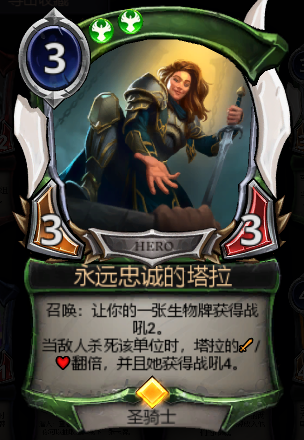 3
3
3
HERO
永远忠诚的塔拉
召唤：让你的一张生物牌获得战
吼2。
当敌人杀死该单位时，塔拉的/
翻倍，并且她获得战吼4。
圣骑士